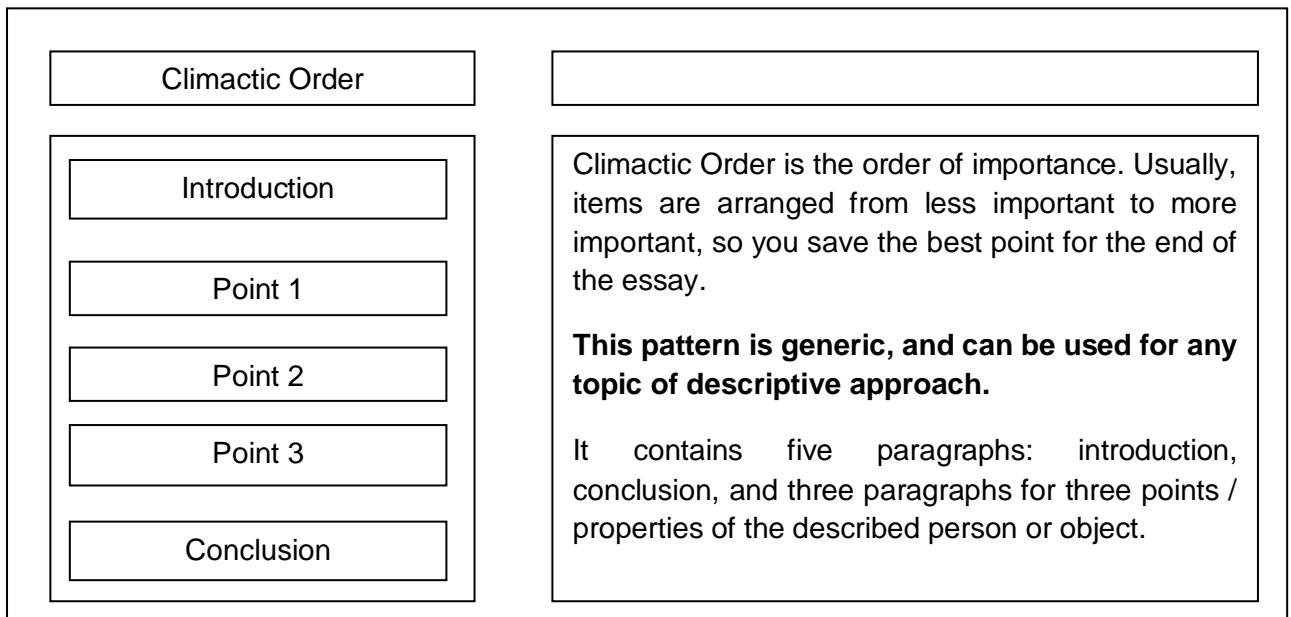 Climactic Order
Introduction
Point 1
Point 2
Point 3
Conclusion
Climactic Order is the order of importance. Usually,
items are arranged from less important to more
important, so you save the best point for the end of
the essay.
This pattern is generic, and can be used for any
topic of descriptive approach.
It contains five paragraphs: introduction,
conclusion, and three paragraphs for three points /
properties of the described person or object.